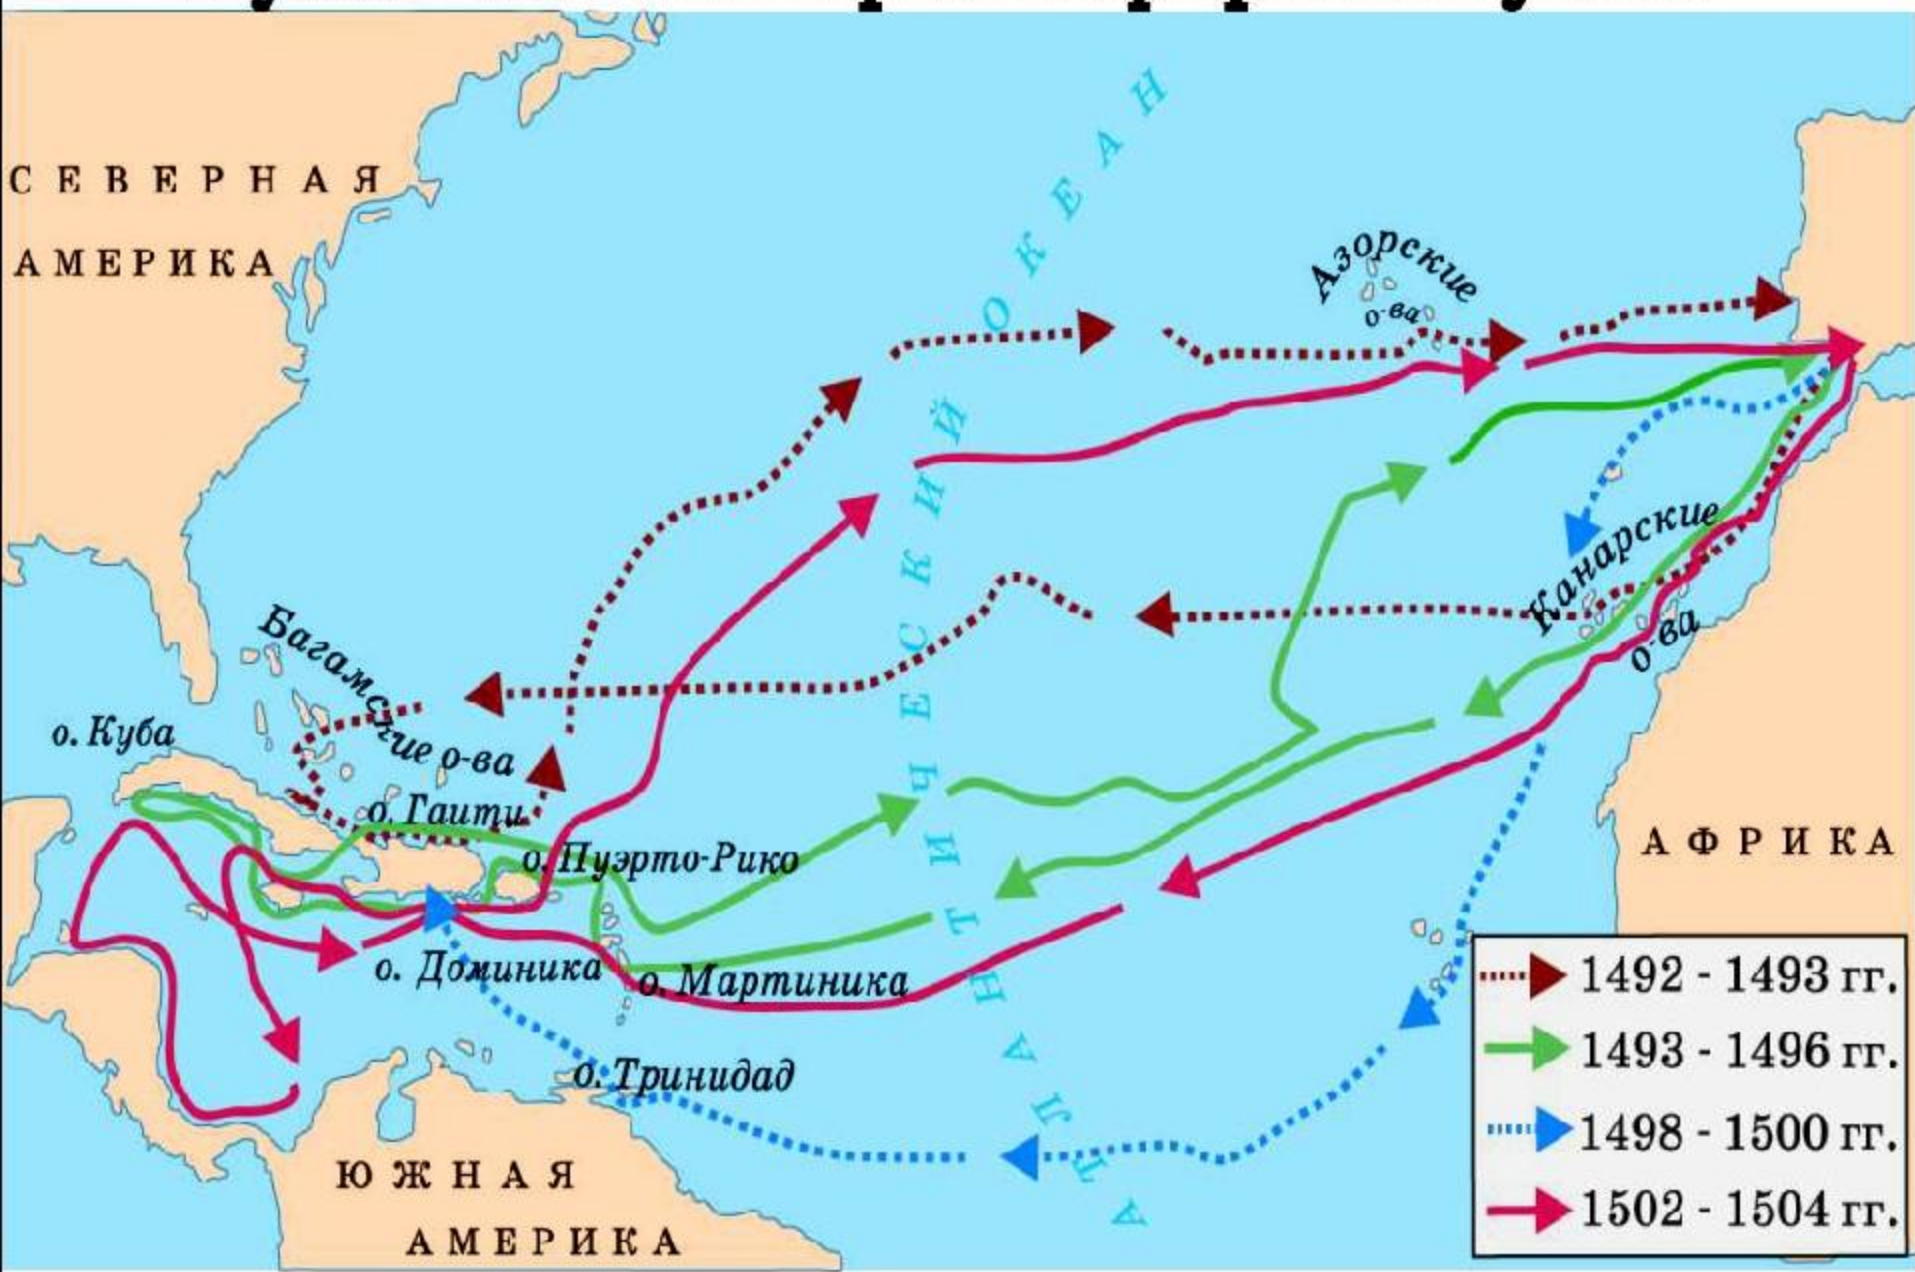 СЕВЕРНАЯ
АМЕРИКА
АТЛАНТИЧЕСКИЙ ОКЕАН
Азорские
о-ва
Канарские
о-ва
Багамские о-ва
о. Куба
о. Гаити
о. Пуэрто-Рико
о. Доминика
о. Мартиника
о. Тринидад
АФРИКА
ЮЖНАЯ
АМЕРИКА
1492 - 1493 гг.
1493 - 1496 гг.
1498 - 1500 гг.
1502 - 1504 гг.